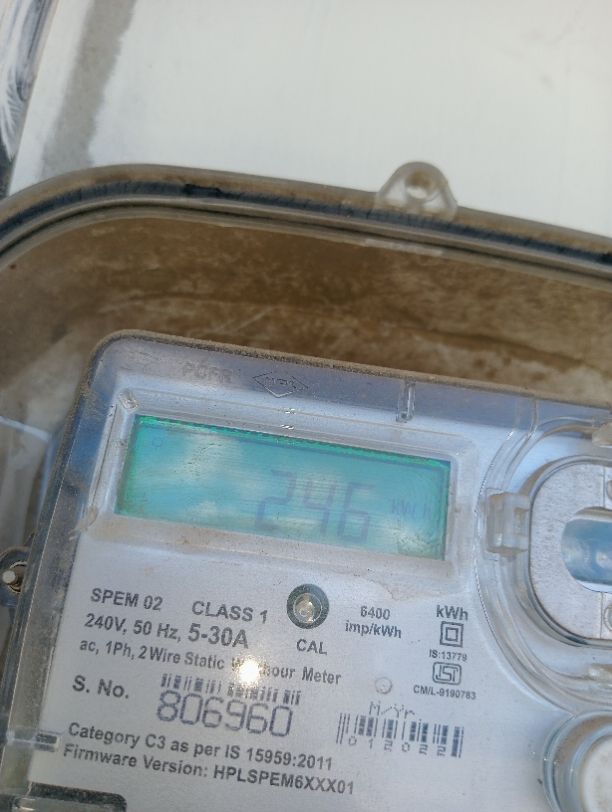 246 kWh
SPEM 02 CLASS 1
240V, 50 Hz, 5-30A
ac, 1Ph, 2 Wire Static Watthour Meter
CAL
6400
imp/kWh
kWh
IS:13779
CM/L-9190763
S. No.
806960
M/Yr
012022
Category C3 as per IS 15959:2011
Firmware Version: HPLSPEM6XXX01